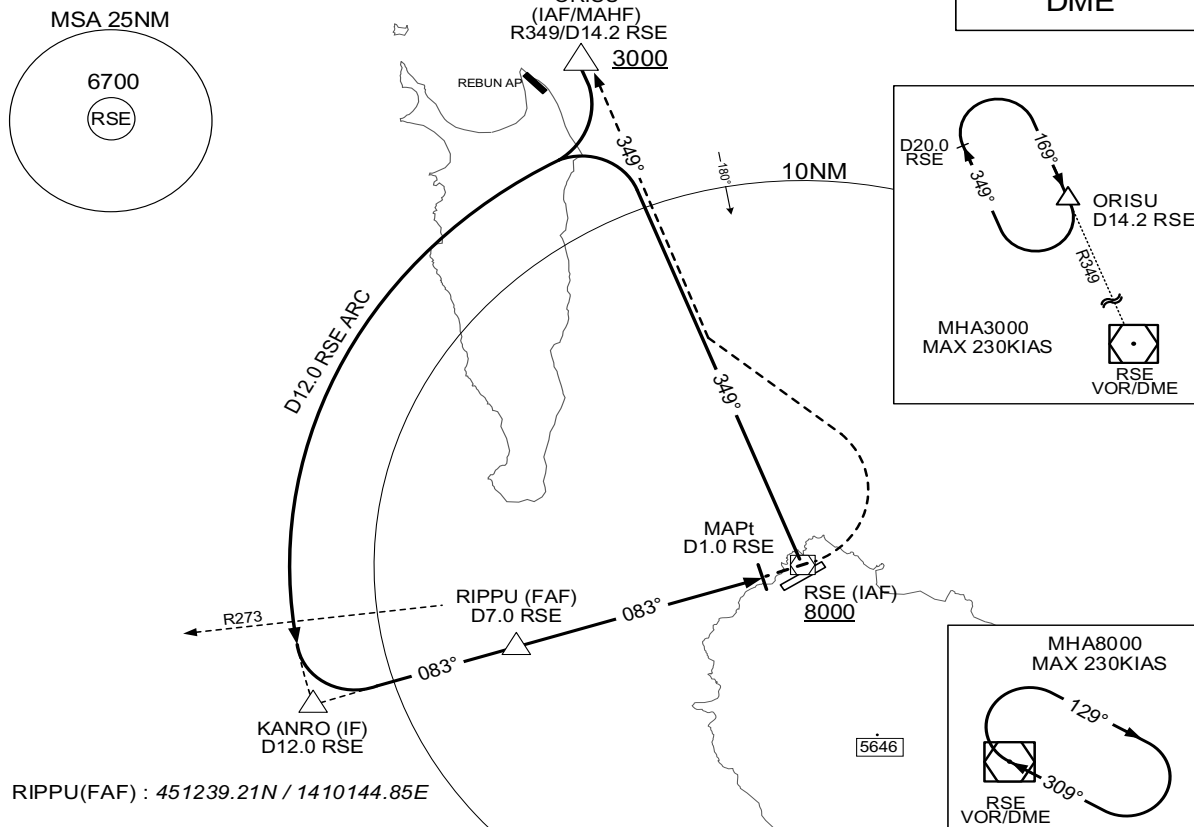 MSA 25NM
6700
RSE
ORISU
(IAF/MAHF)
R349/D14.2 RSE
3000
DME
REBUN AP
349°
-180°
10NM
D12.0 RSE ARC
349°
D20.0
RSE
169°
349°
ORISU
D14.2 RSE
R349
MHA3000
MAX 230KIAS
RSE
VOR/DME
MAPt
D1.0 RSE
RSE (IAF)
8000
RIPPU (FAF)
D7.0 RSE
083°
R273
083°
KANRO (IF)
D12.0 RSE
5646
MHA8000
MAX 230KIAS
129°
309°
RSE
VOR/DME
RIPPU(FAF) : 451239.21N / 1410144.85E